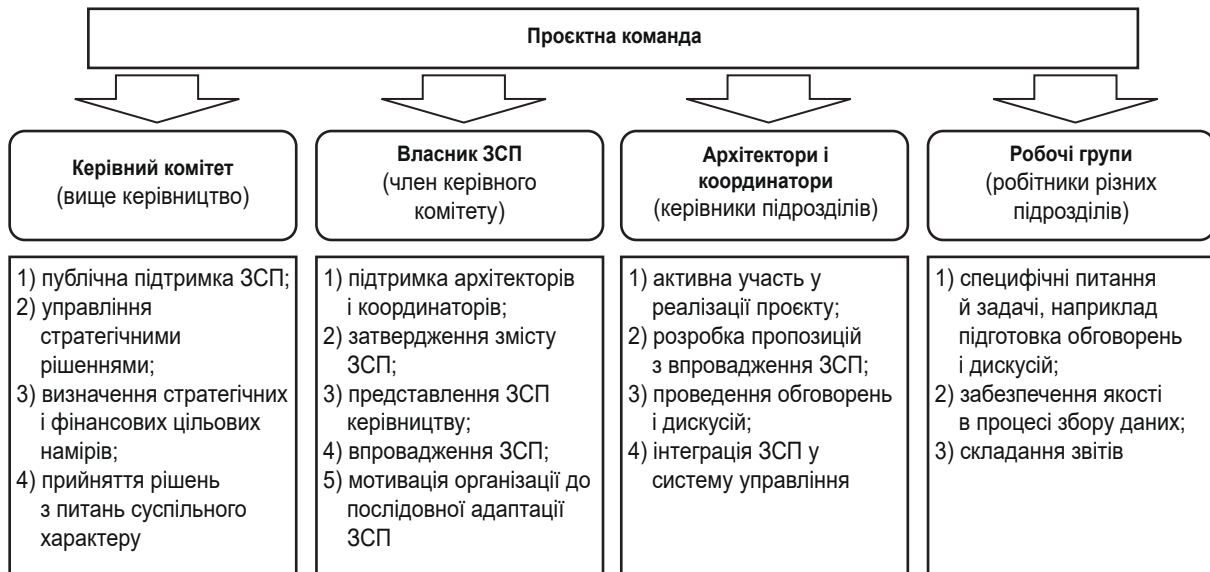 Проєктна команда
Керівний комітет
(вище керівництво)
Власник ЗСП
(член керівного
комітету)
Архітектори і
координатори
(керівники підрозділів)
Робочі групи
(робітники різних
підрозділів)
1) публічна підтримка ЗСП;
2) управління
стратегічними
рішеннями;
3) визначення стратегічних
і фінансових цільових
намірів;
4) прийняття рішень
з питань суспільного
характеру
1) підтримка архітекторів
і координаторів;
2) затвердження змісту
ЗСП;
3) представлення ЗСП
керівництву;
4) впровадження ЗСП;
5) мотивація організації до
послідовної адаптації
ЗСП
1) активна участь у
реалізації проєкту;
2) розробка пропозицій
з впровадження ЗСП;
3) проведення обговорень
і дискусій;
4) інтеграція ЗСП у
систему управління
1) специфічні питання
й задачі, наприклад
підготовка обговорень
і дискусій;
2) забезпечення якості
в процесі збору даних;
3) складання звітів